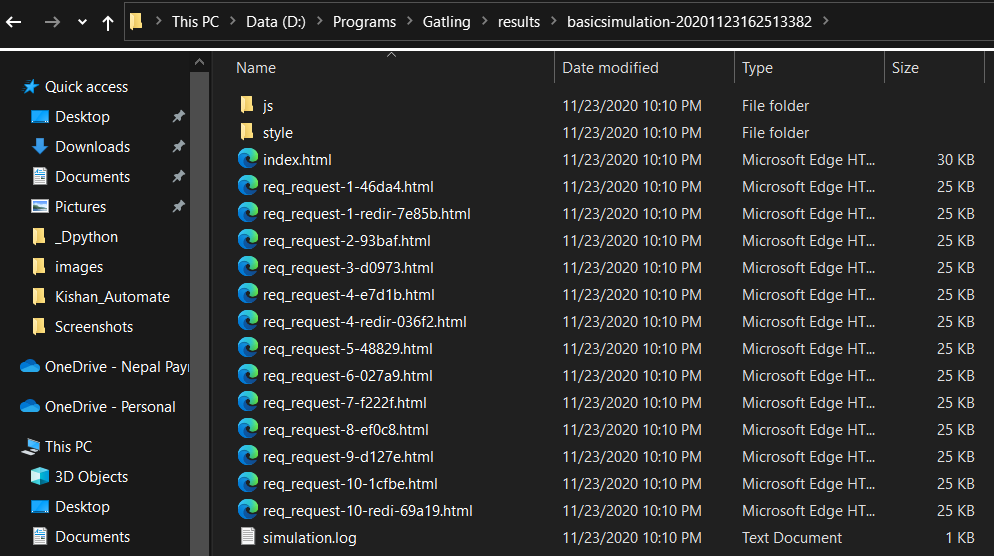 This PC > Data (D:) > Programs > Gatling > results > basicsimulation-20201123162513382 >
Name Date modified Type Size
Quick access
Desktop
Downloads
Documents
Pictures
_Dpython
images
Kishan_Automate
Screenshots
OneDrive - Nepal Payn
OneDrive - Personal
This PC
3D Objects
Desktop
Documents
js 11/23/2020 10:10 PM File folder
style 11/23/2020 10:10 PM File folder
index.html 11/23/2020 10:10 PM Microsoft Edge HT... 30 KB
req_request-1-46da4.html 11/23/2020 10:10 PM Microsoft Edge HT... 25 KB
req_request-1-redir-7e85b.html 11/23/2020 10:10 PM Microsoft Edge HT... 25 KB
req_request-2-93baf.html 11/23/2020 10:10 PM Microsoft Edge HT... 25 KB
req_request-3-d0973.html 11/23/2020 10:10 PM Microsoft Edge HT... 25 KB
req_request-4-e7d1b.html 11/23/2020 10:10 PM Microsoft Edge HT... 25 KB
req_request-4-redir-036f2.html 11/23/2020 10:10 PM Microsoft Edge HT... 25 KB
req_request-5-48829.html 11/23/2020 10:10 PM Microsoft Edge HT... 25 KB
req_request-6-027a9.html 11/23/2020 10:10 PM Microsoft Edge HT... 25 KB
req_request-7-f222f.html 11/23/2020 10:10 PM Microsoft Edge HT... 25 KB
req_request-8-ef0c8.html 11/23/2020 10:10 PM Microsoft Edge HT... 25 KB
req_request-9-d127e.html 11/23/2020 10:10 PM Microsoft Edge HT... 25 KB
req_request-10-1cfbe.html 11/23/2020 10:10 PM Microsoft Edge HT... 25 KB
req_request-10-redi-69a19.html 11/23/2020 10:10 PM Microsoft Edge HT... 25 KB
simulation.log 11/23/2020 10:10 PM Text Document 1 KB